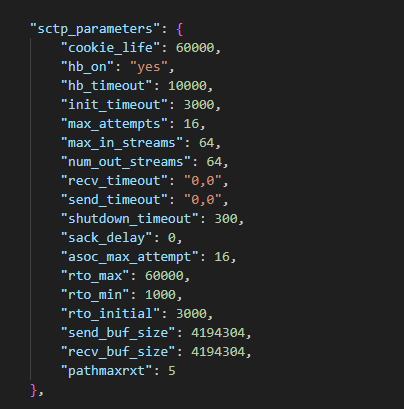 "sctp_parameters": {
"cookie_life": 60000,
"hb_on": "yes",
"hb_timeout": 10000,
"init_timeout": 3000,
"max_attempts": 16,
"max_in_streams": 64,
"num_out_streams": 64,
"recv_timeout": "0,0",
"send_timeout": "0,0",
"shutdown_timeout": 300,
"sack_delay": 0,
"asoc_max_attempt": 16,
"rto_max": 60000,
"rto_min": 1000,
"rto_initial": 3000,
"send_buf_size": 4194304,
"recv_buf_size": 4194304,
"pathmaxrxt": 5
},